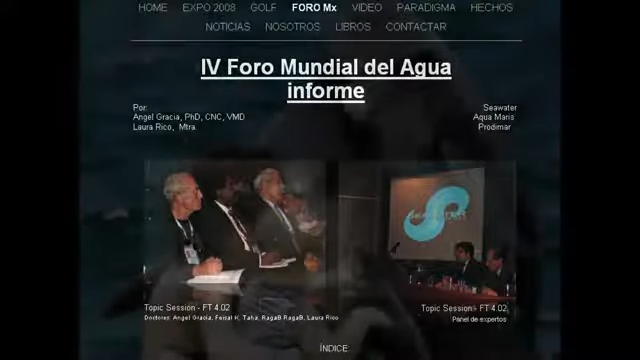 HOME EXPO 2008 GOLF FORO Mx VIDEO PARADIGMA HECHOS
NOTICIAS NOSOTROS LIBROS CONTACTAR
IV Foro Mundial del Agua
informe
Por:
Angel Gracia, PhD, CNC, VMD
Laura Rico, Mtra.
Seawater
Aqua Maris
Prodimar
Topic Session - FT 4.02
Doctores: Angel Gracia, Feisal K. Taha, RagaB RagaB, Laura Rico
Topic Session - FT 4.02
Panel de expertos
ÍNDICE: